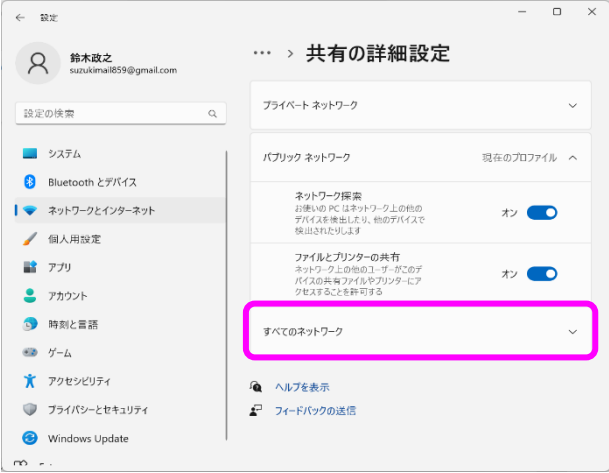 設定
鈴木政之
suzukimail859@gmail.com
設定の検索
システム
Bluetooth とデバイス
ネットワークとインターネット
個人用設定
アプリ
アカウント
時刻と言語
ゲーム
アクセシビリティ
プライバシーとセキュリティ
Windows Update
… › 共有の詳細設定
プライベート ネットワーク
パブリック ネットワーク 現在のプロファイル
ネットワーク探索
お使いの PC はネットワーク上の他の
デバイスを検出したり、他のデバイスで
検出されたりします
オン
ファイルとプリンターの共有
ネットワーク上の他のユーザーがこのデ
バイスの共有ファイルやプリンターにア
クセスすることを許可する
オン
すべてのネットワーク
ヘルプを表示
フィードバックの送信